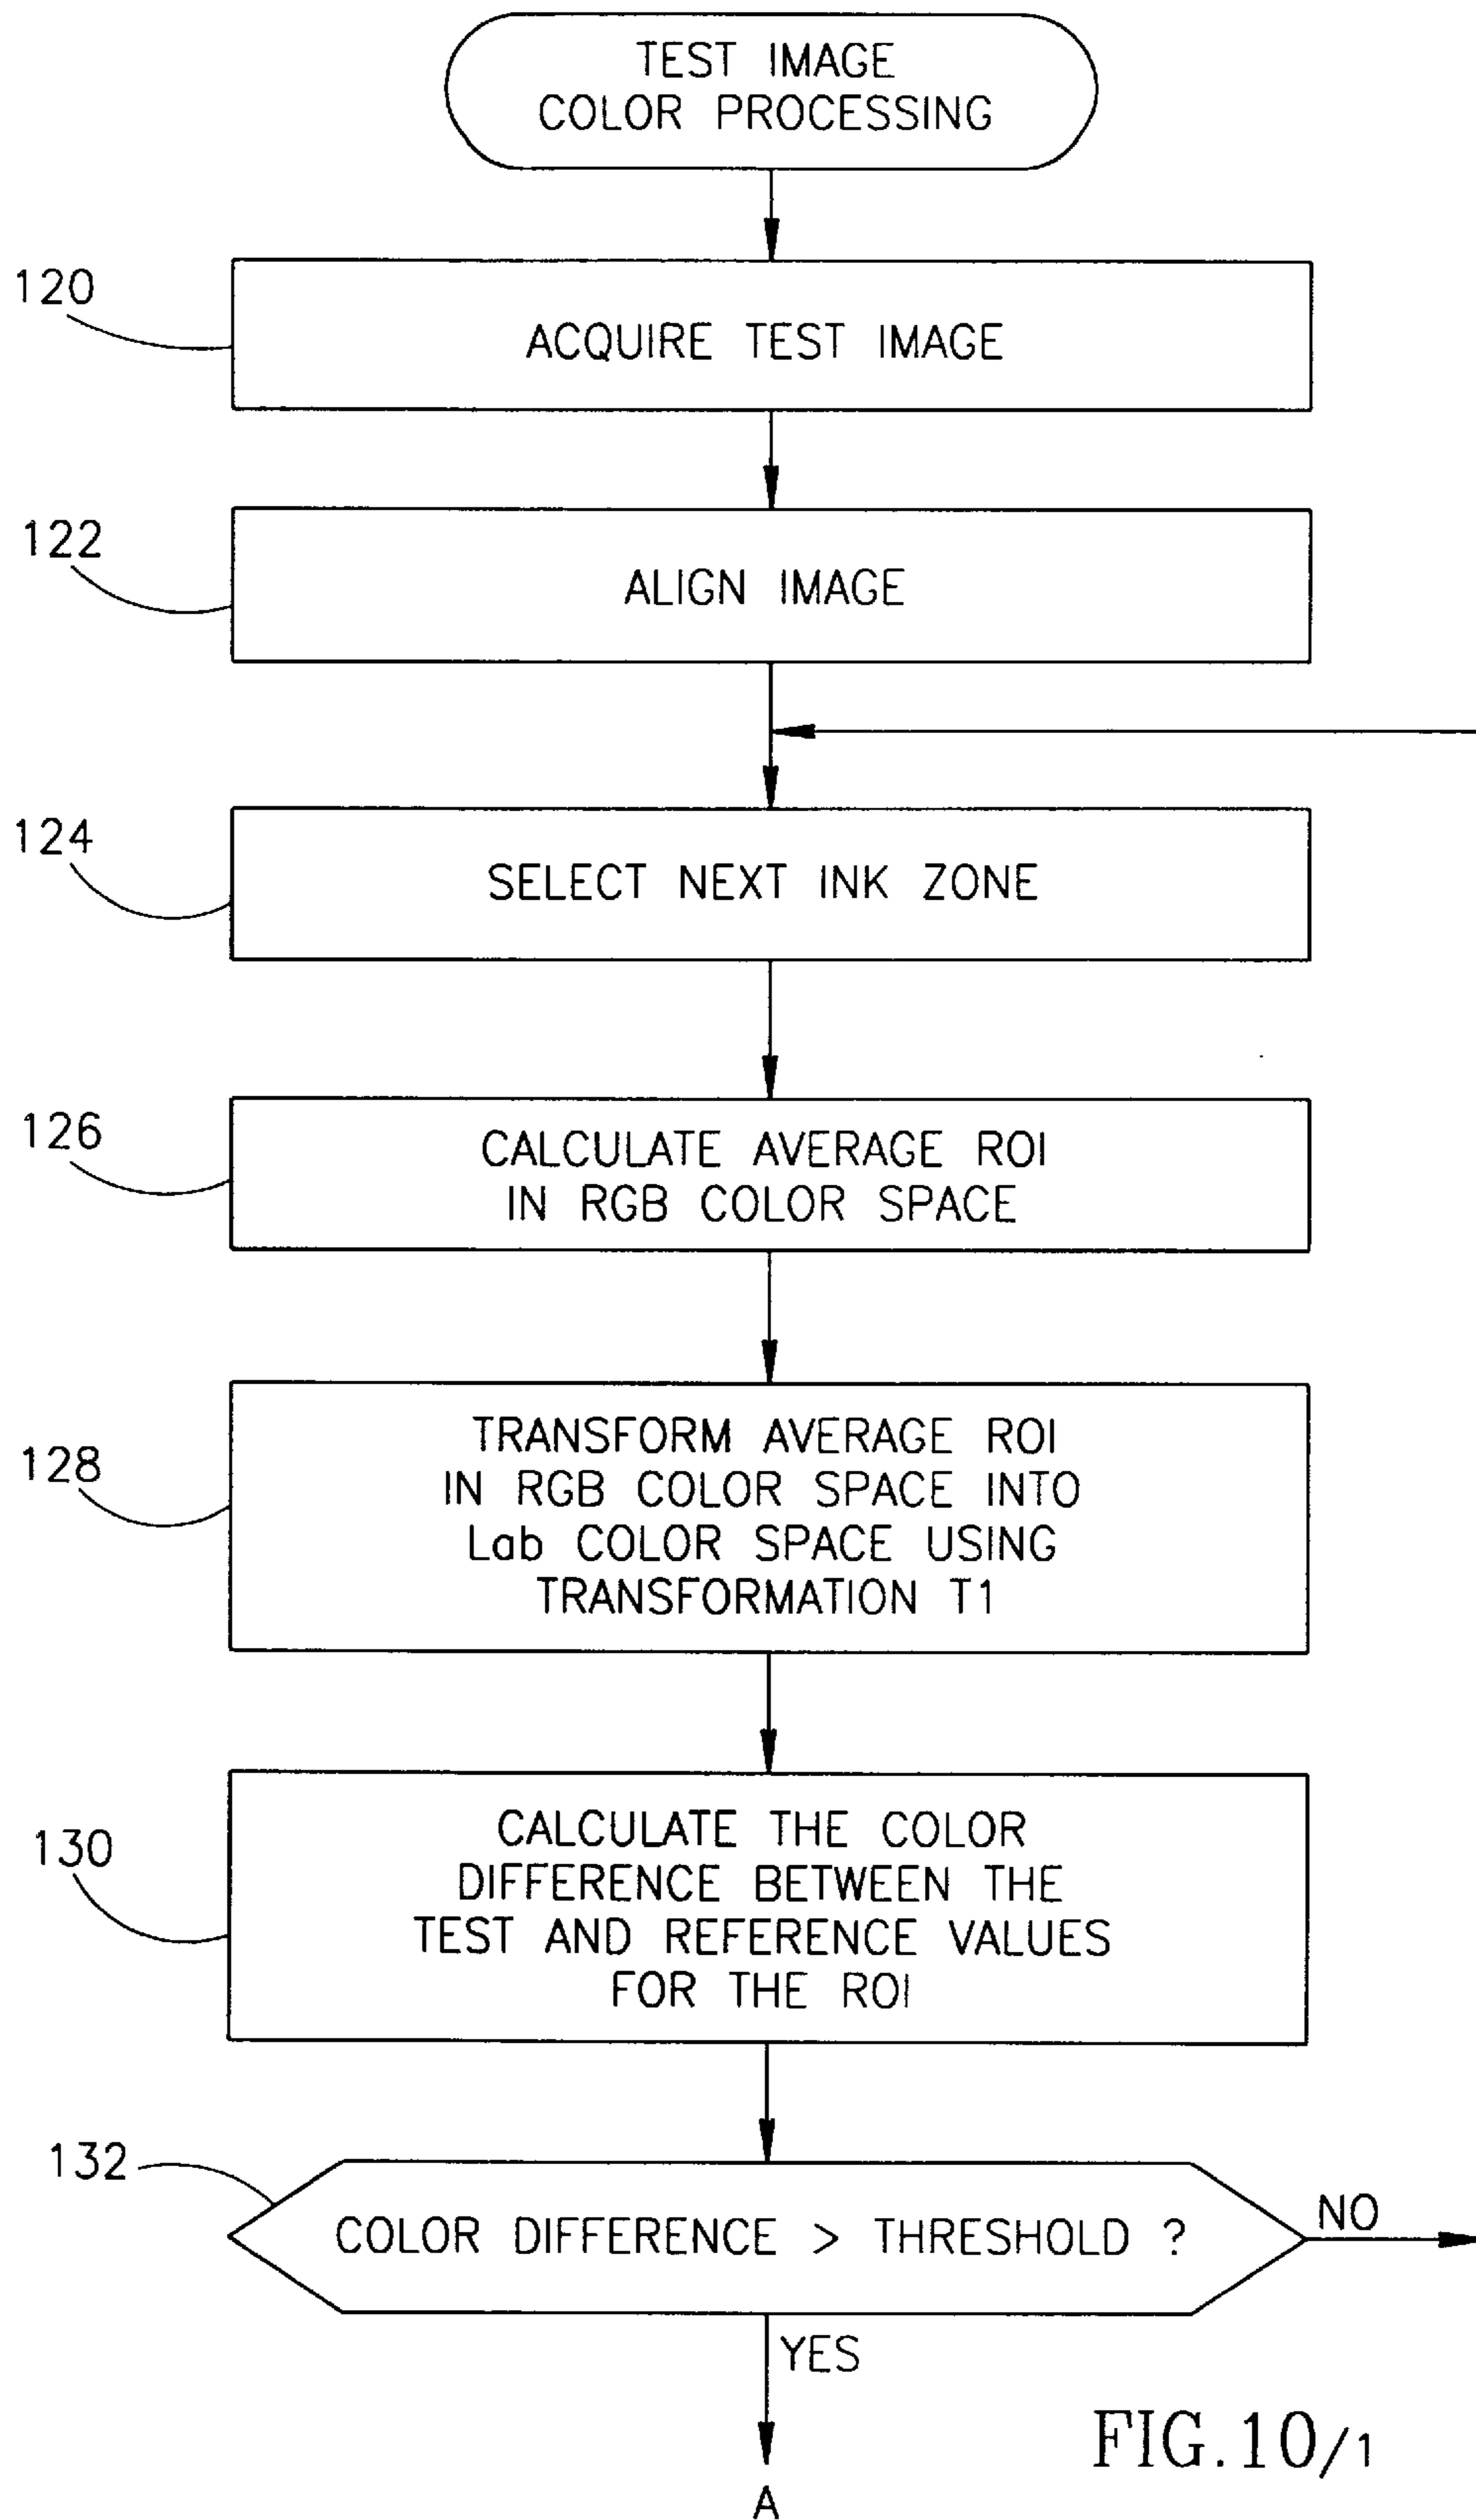 TEST IMAGE
COLOR PROCESSING
120
ACQUIRE TEST IMAGE
122
ALIGN IMAGE
124
SELECT NEXT INK ZONE
126
CALCULATE AVERAGE ROI
IN RGB COLOR SPACE
128
TRANSFORM AVERAGE ROI
IN RGB COLOR SPACE INTO
Lab COLOR SPACE USING
TRANSFORMATION T1
130
CALCULATE THE COLOR
DIFFERENCE BETWEEN THE
TEST AND REFERENCE VALUES
FOR THE ROI
132
COLOR DIFFERENCE > THRESHOLD ?
NO
YES
A
FIG.10/1